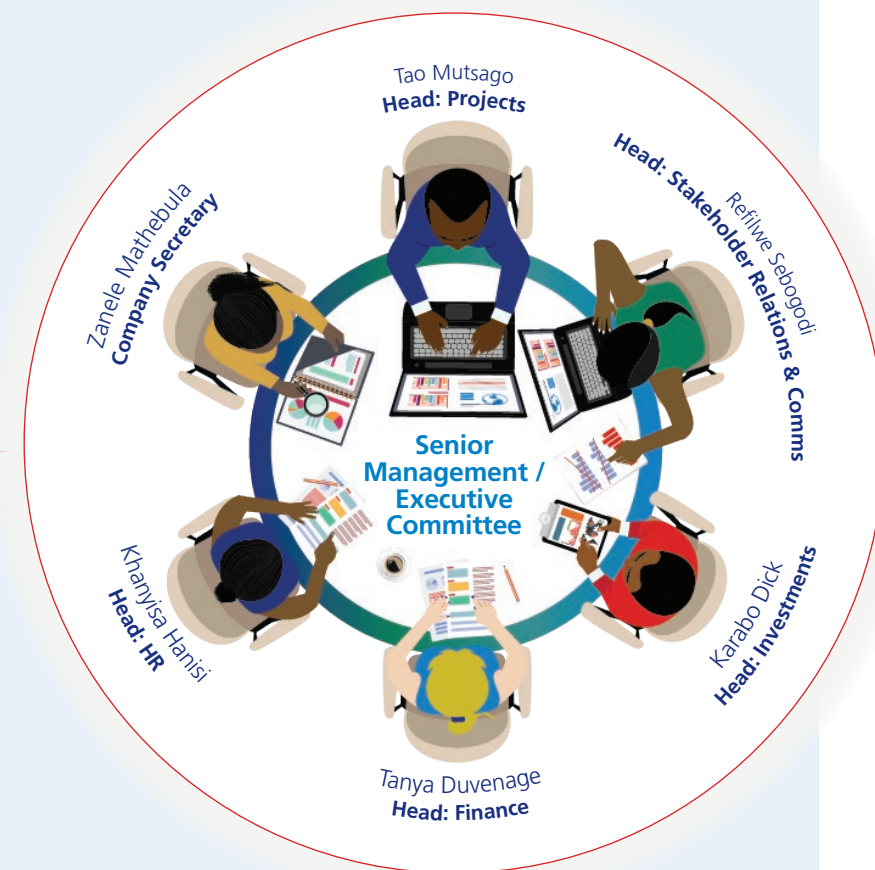 Tao Mutsago
Head: Projects
Refilwe Sebogodi
Head: Stakeholder Relations & Comms
Zanele Mathebula
Company Secretary
Senior
Management /
Executive
Committee
Khanyisa Hanisi
Head: HR
Karabo Dick
Head: Investments
Tanya Duvenage
Head: Finance